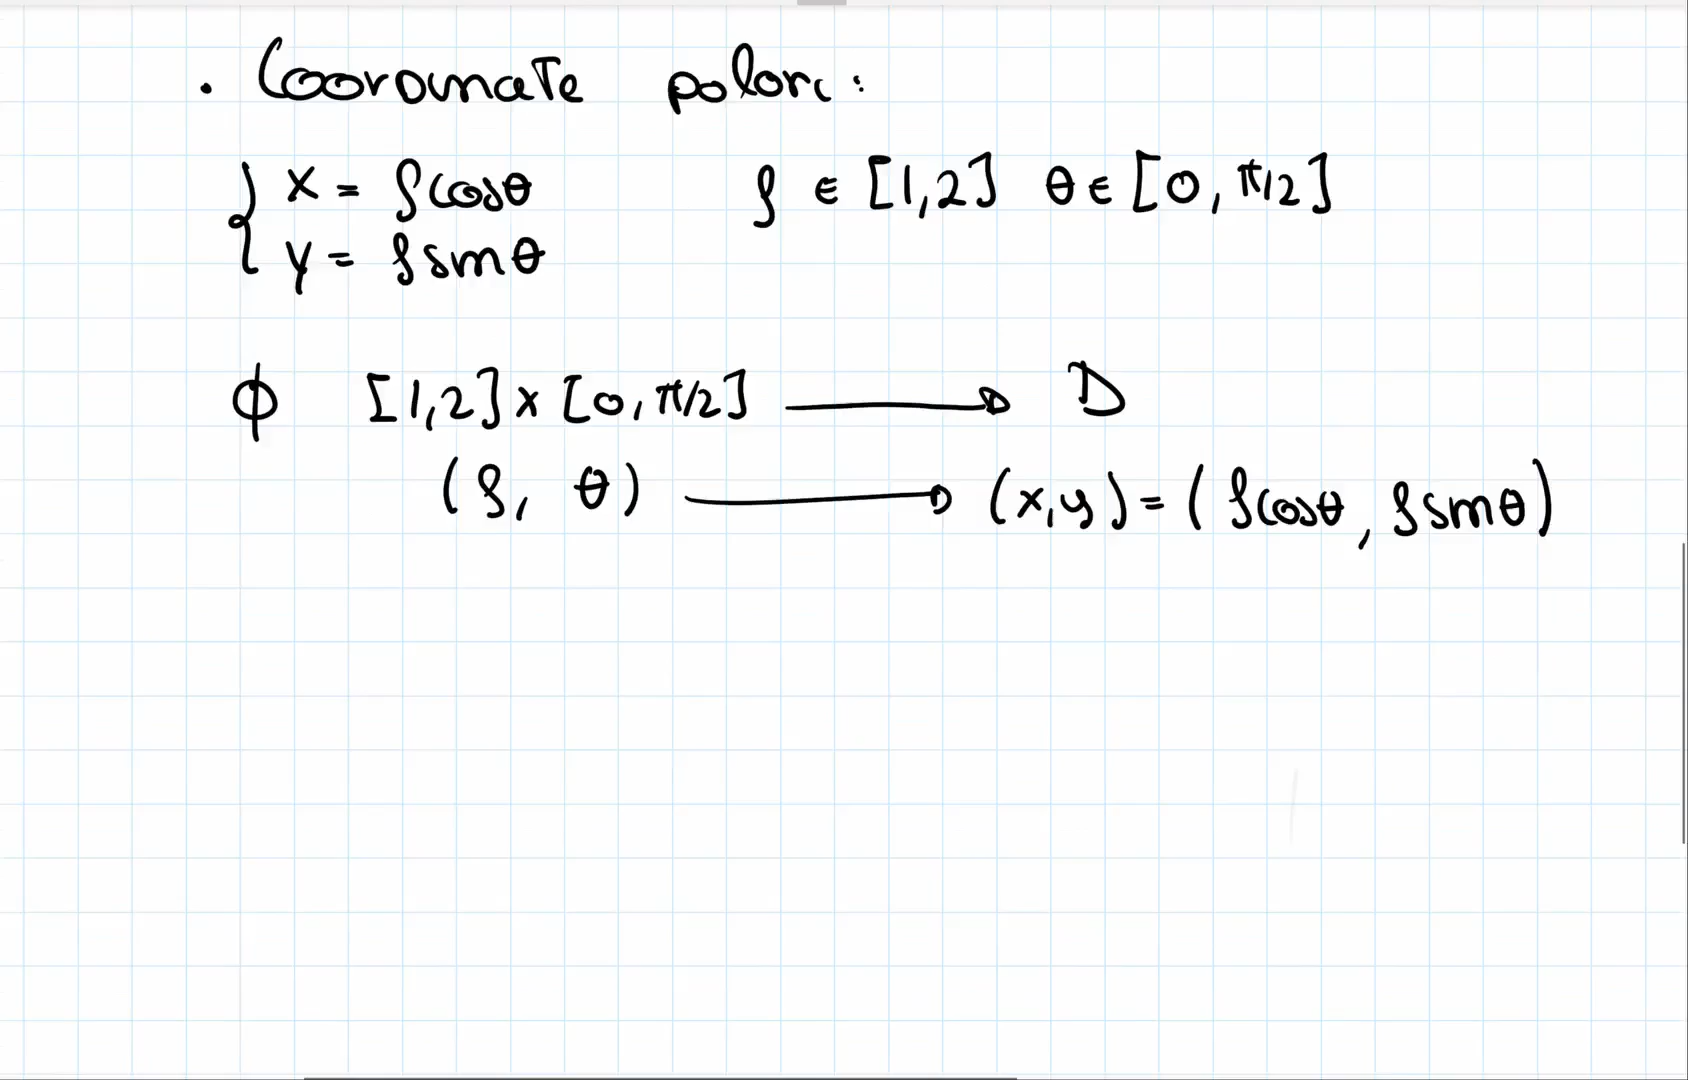 . Coordinate polari:
{ x = ρcosθ   ρ ∈ [1,2] θ∈[0, π/2]
y = ρsinθ
ϕ [1,2]×[0,π/2] → D
(ρ, θ) → (x,y) = (ρcosθ, ρsinθ)